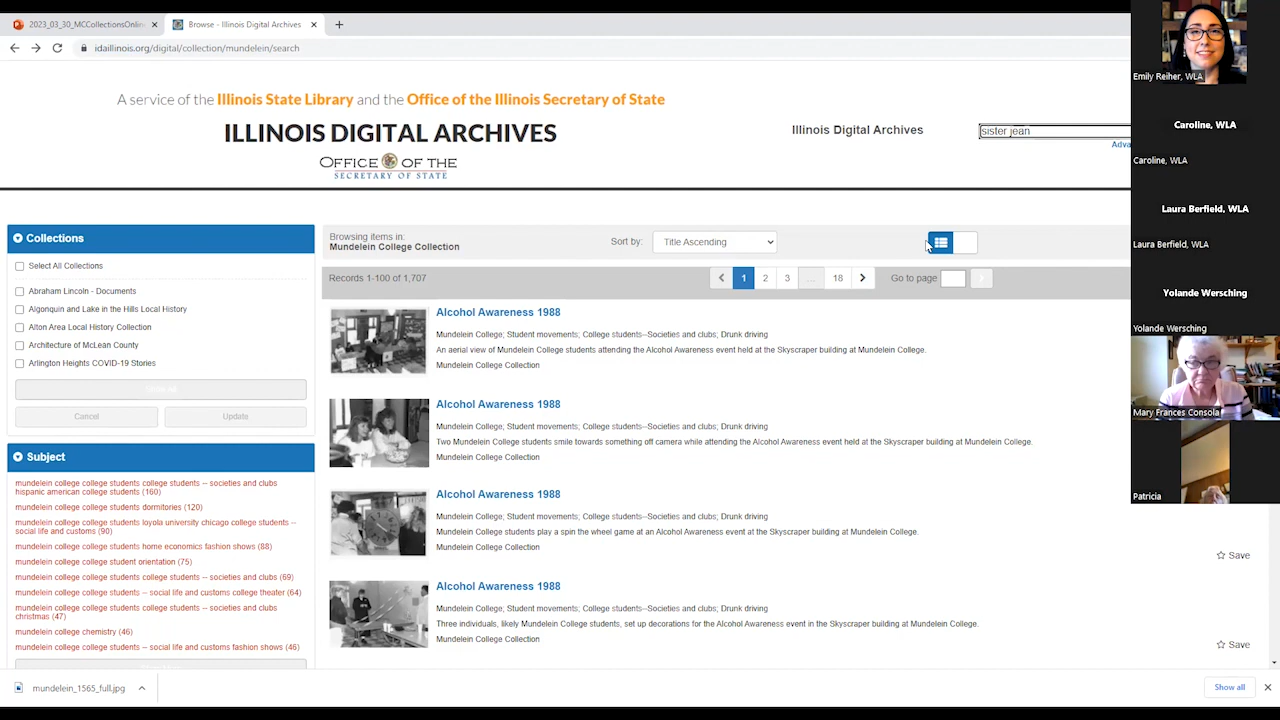 2023_03_30_MCCollectionsOnlin
Browse - Illinois Digital Archives
idaillinois.org/digital/collection/mundelein/search
A service of the Illinois State Library and the Office of the Illinois Secretary of State
ILLINOIS DIGITAL ARCHIVES
OFFICE OF THE
SECRETARY OF STATE
Illinois Digital Archives
sister jean
Adva
Collections
Select All Collections
Abraham Lincoln - Documents
Algonquin and Lake in the Hills Local History
Alton Area Local History Collection
Architecture of McLean County
Arlington Heights COVID-19 Stories
Cancel
Update
Subject
mundelein college college students college students -- societies and clubs
hispanic american college students (160)
mundelein college college students dormitories (120)
mundelein college college students loyola university chicago college students --
social life and customs (90)
mundelein college college students home economics fashion shows (88)
mundelein college college student orientation (75)
mundelein college college students college students -- societies and clubs (69)
mundelein college college students -- social life and customs college theater (64)
mundelein college college students college students -- societies and clubs
christmas (47)
mundelein college chemistry (46)
mundelein college college students -- social life and customs fashion shows (46)
Browsing items in:
Mundelein College Collection
Sort by:
Title Ascending
Records 1-100 of 1,707
1 2 3 ... 18
Go to page
Alcohol Awareness 1988
Mundelein College; Student movements; College students--Societies and clubs; Drunk driving
An aerial view of Mundelein College students attending the Alcohol Awareness event held at the Skyscraper building at Mundelein College.
Mundelein College Collection
Alcohol Awareness 1988
Mundelein College; Student movements; College students--Societies and clubs; Drunk driving
Two Mundelein College students smile towards something off camera while attending the Alcohol Awareness event held at the Skyscraper building at Mundelein College.
Mundelein College Collection
Alcohol Awareness 1988
Mundelein College; Student movements; College students--Societies and clubs; Drunk driving
Mundelein College students play a spin the wheel game at an Alcohol Awareness event at the Skyscraper building at Mundelein College.
Mundelein College Collection
Save
Alcohol Awareness 1988
Mundelein College; Student movements; College students--Societies and clubs; Drunk driving
Three individuals, likely Mundelein College students, set up decorations for the Alcohol Awareness event in the Skyscraper building at Mundelein College.
Mundelein College Collection
Save
Emily Reiher, WLA
Caroline, WLA
Caroline, WLA
Laura Berfield, WLA
Laura Berfield, WLA
Yolande Wersching
Yolande Wersching
Mary Frances Consola
Patricia
mundelein_1565_full.jpg
Show all